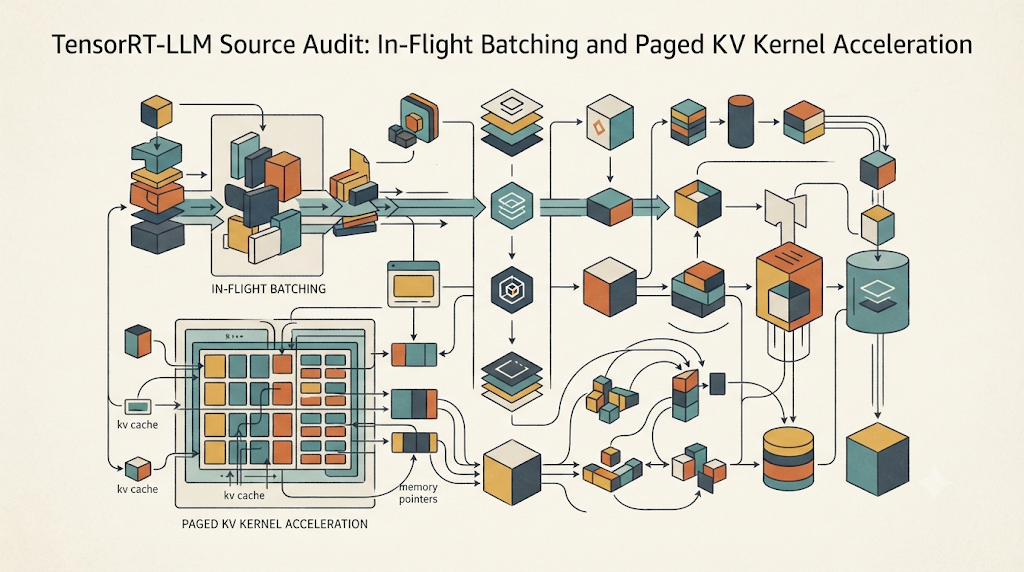 TensorRT-LLM Source Audit: In-Flight Batching and Paged KV Kernel Acceleration
IN-FLIGHT BATCHING
kv cache
kv cache
kv cache
memory
pointers
PAGED KV KERNEL ACCELERATION